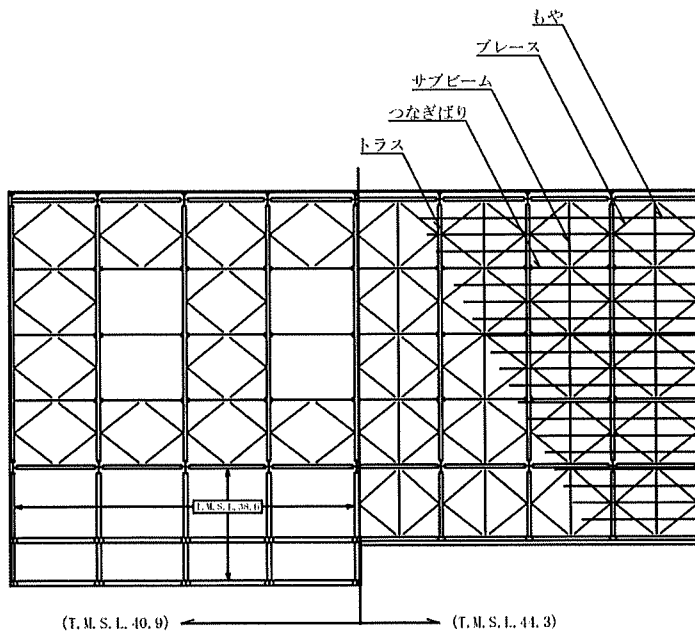 もや
ブレース
サブビーム
つなぎばり
トラス
T.M.S.L.38.6
(T.M.S.L.40.9)
(T.M.S.L.44.3)